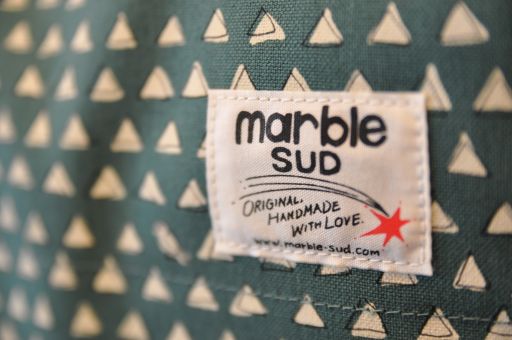 marble
SUD
ORIGINAL.
HANDMADE
WITH LOVE.
www.marble-sud.com